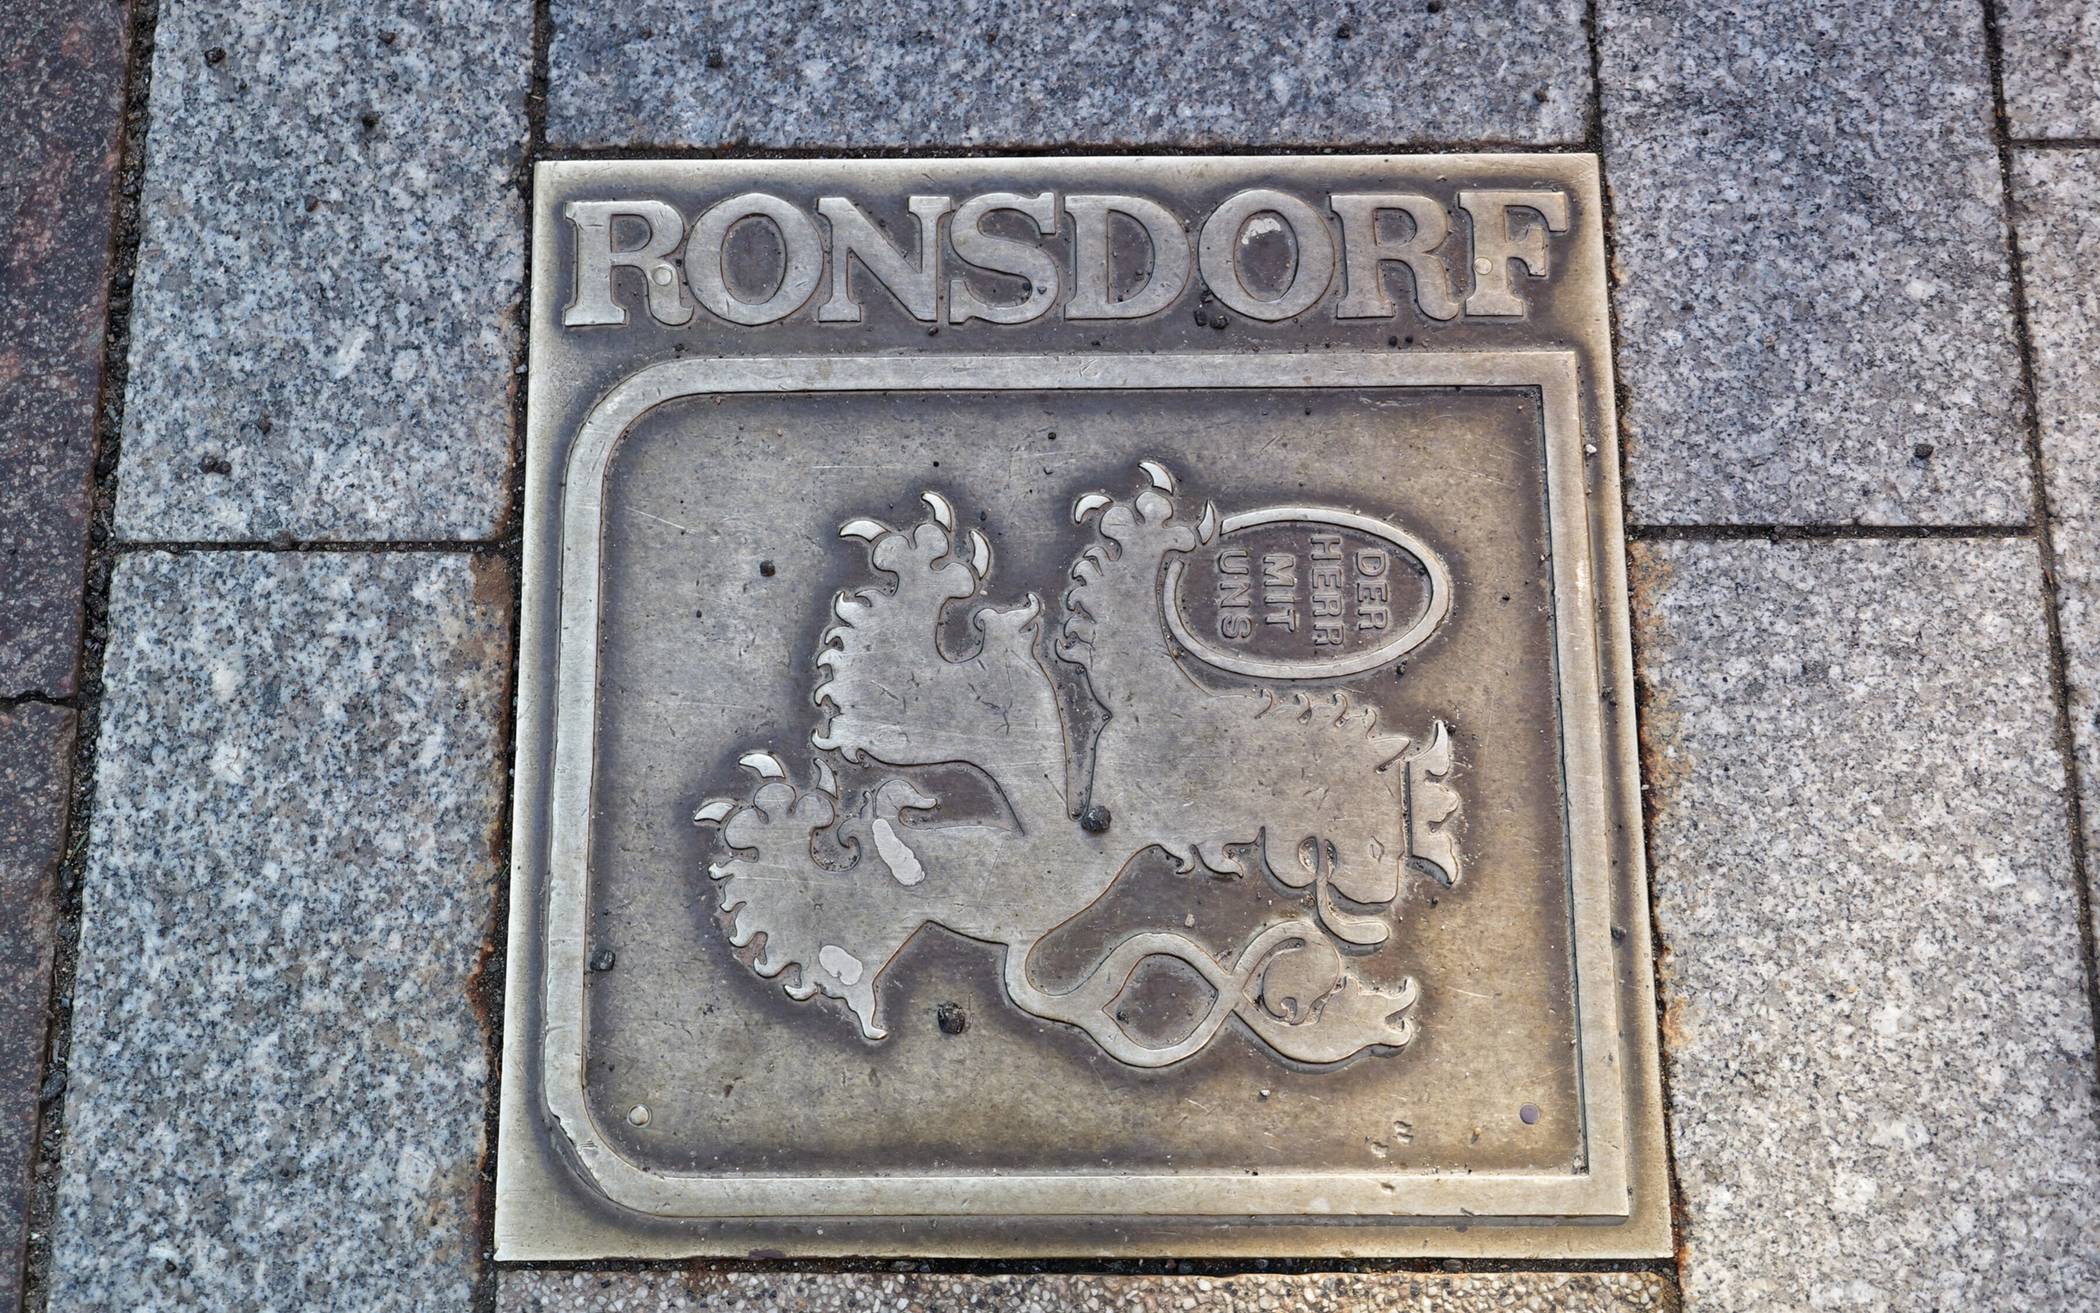 RONSDORF
DER
HERR
MIT
UNS